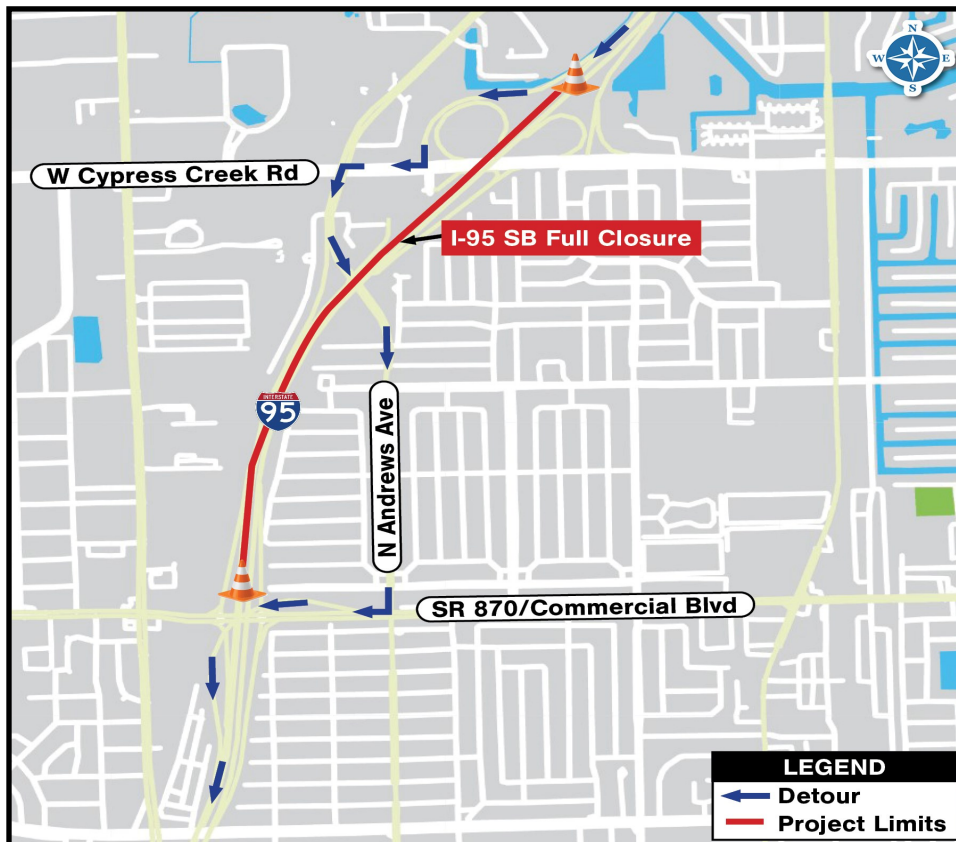 N
W E
S
W Cypress Creek Rd
I-95 SB Full Closure
INTERSTATE
95
N Andrews Ave
SR 870/Commercial Blvd
LEGEND
Detour
Project Limits